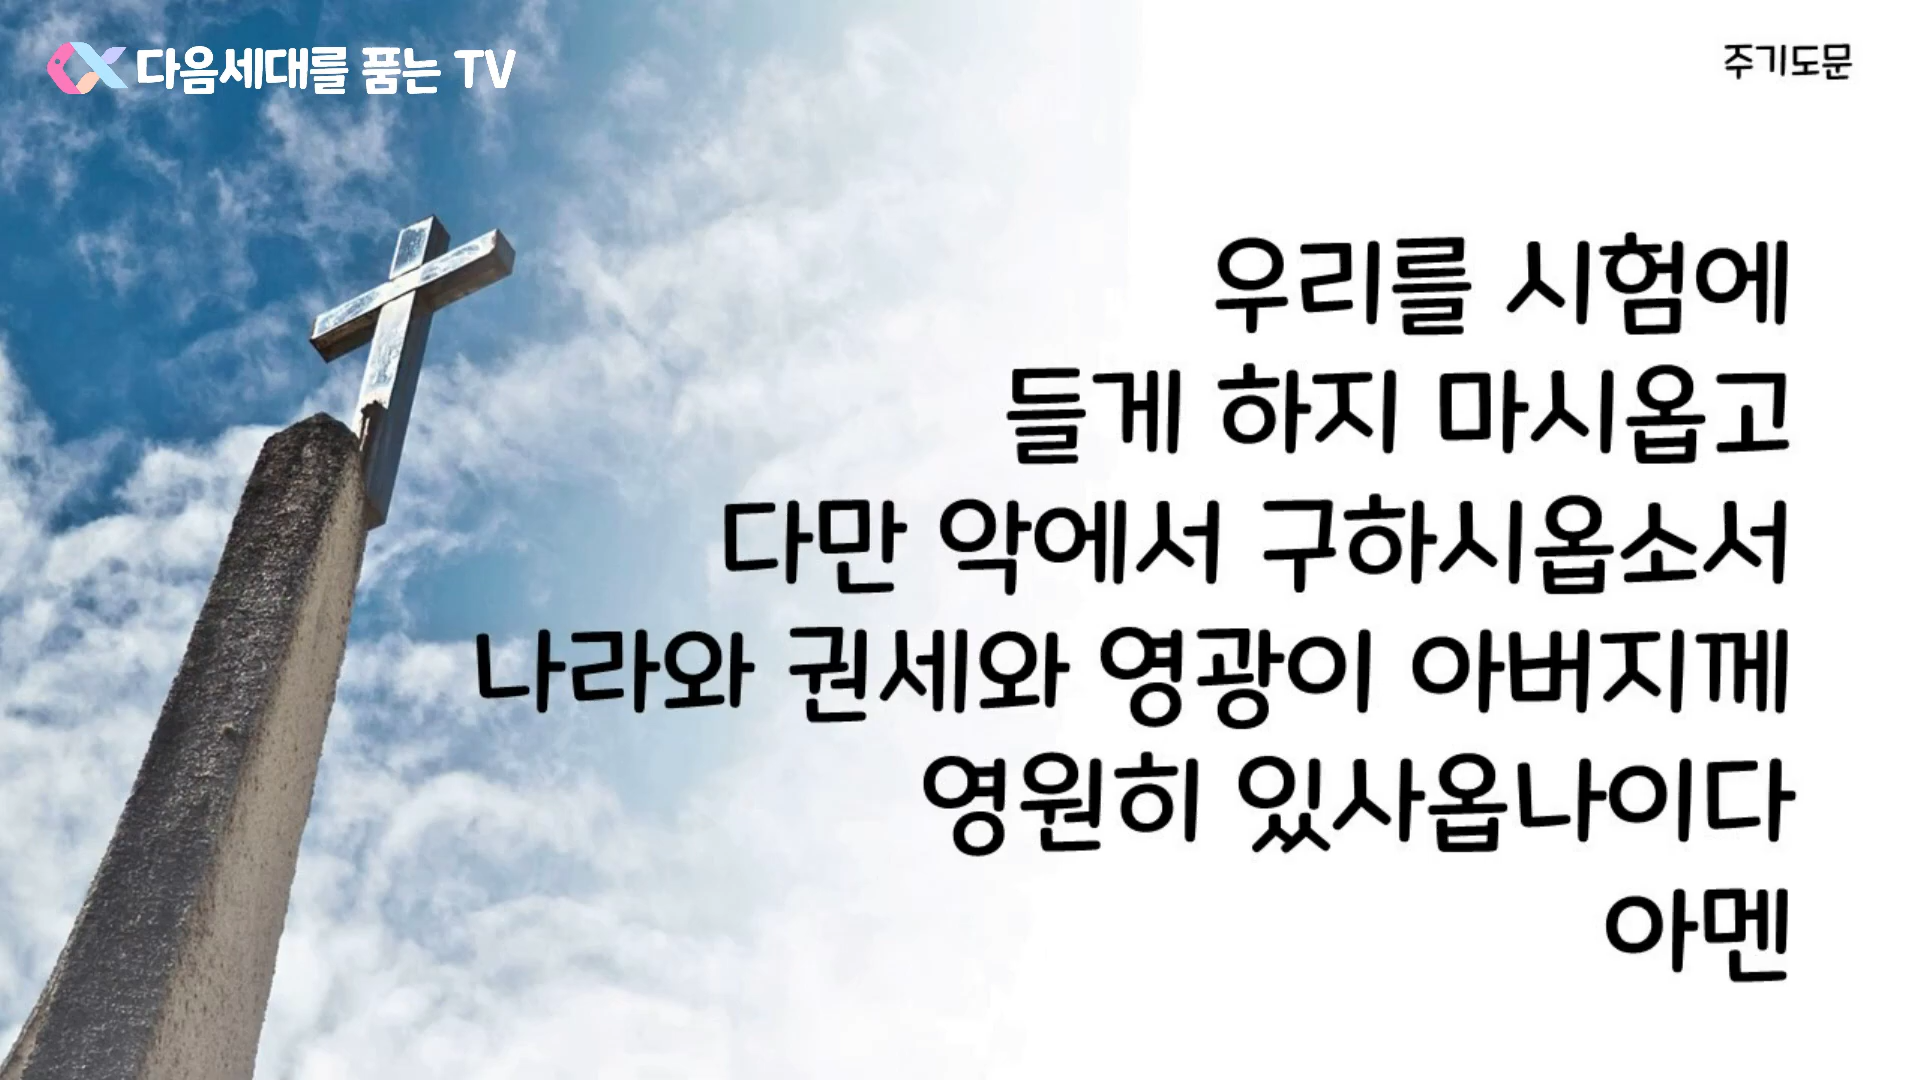 다음세대를 품는 TV
주기도문
우리를 시험에
들게 하지 마시옵고
다만 악에서 구하시옵소서
나라와 권세와 영광이 아버지께
영원히 있사옵나이다
아멘